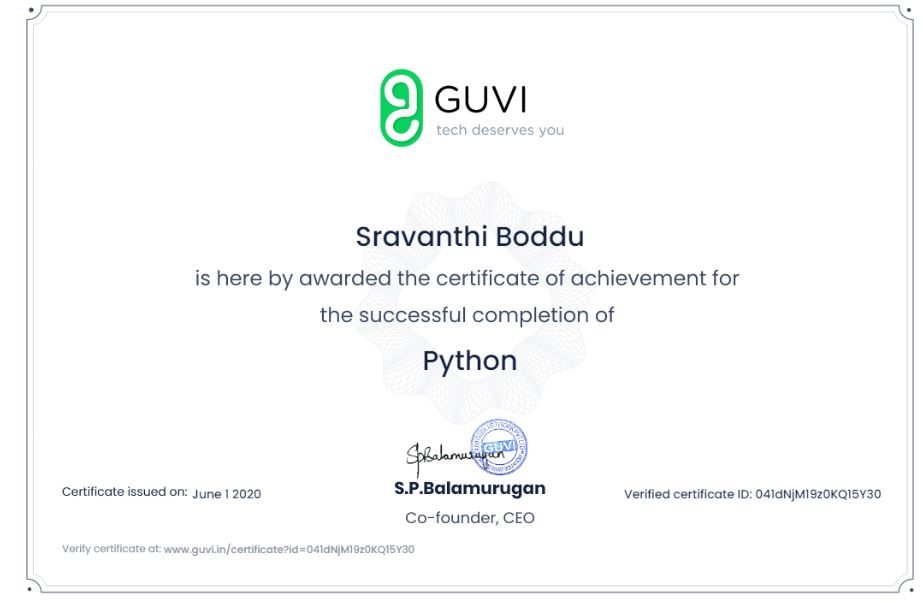 GUVI
tech deserves you
Sravanthi Boddu
is here by awarded the certificate of achievement for
the successful completion of
Python
SpBalamurugan
GUVI
S.P.Balamurugan
Co-founder, CEO
Certificate issued on: June 1 2020
Verified certificate ID: 041dNjM19z0KQ15Y30
Verify certificate at: www.guvi.in/certificate?id=041dNjM19z0KQ15Y30